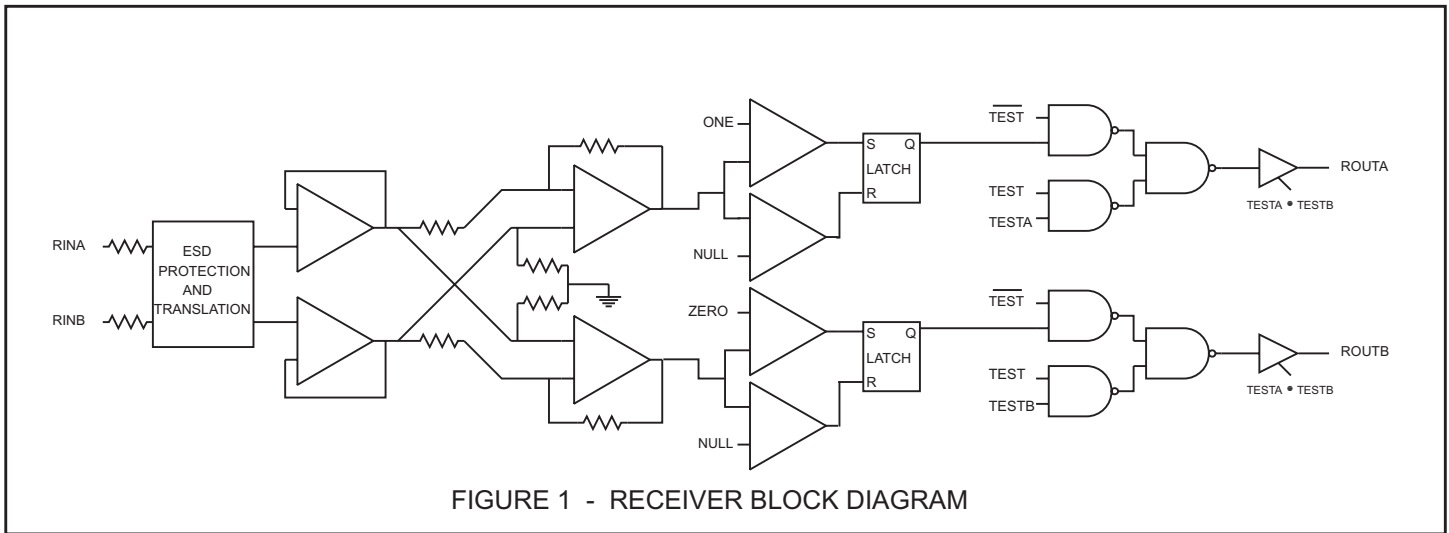 RINA
RINB
ESD
PROTECTION
AND
TRANSLATION
ONE
NULL
S Q
LATCH
R
TEST
TEST
TESTA
ROUTA
TESTA • TESTB
ZERO
NULL
S Q
LATCH
R
TEST
TEST
TESTB
ROUTB
TESTA • TESTB
FIGURE 1 - RECEIVER BLOCK DIAGRAM